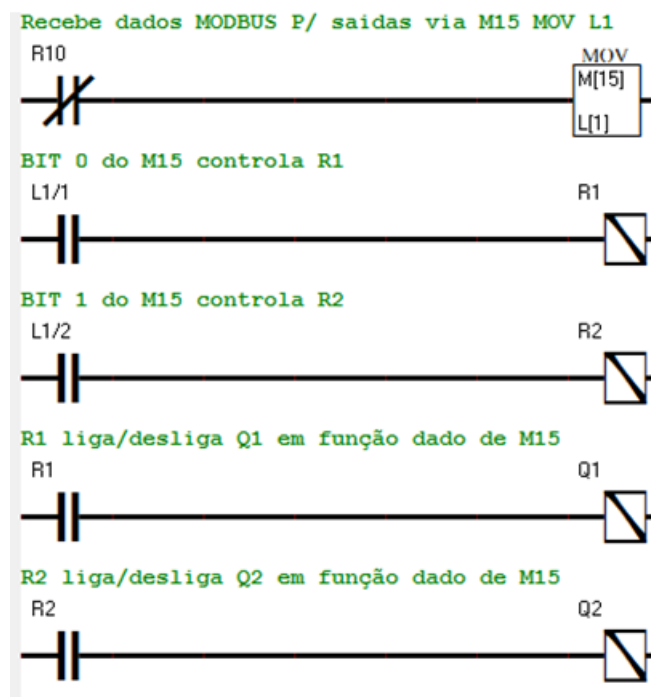 Recebe dados MODBUS P/ saidas via M15 MOV L1
R10
MOV
M[15]
L[1]
BIT 0 do M15 controla R1
L1/1 R1
BIT 1 do M15 controla R2
L1/2 R2
R1 liga/desliga Q1 em função dado de M15
R1 Q1
R2 liga/desliga Q2 em função dado de M15
R2 Q2